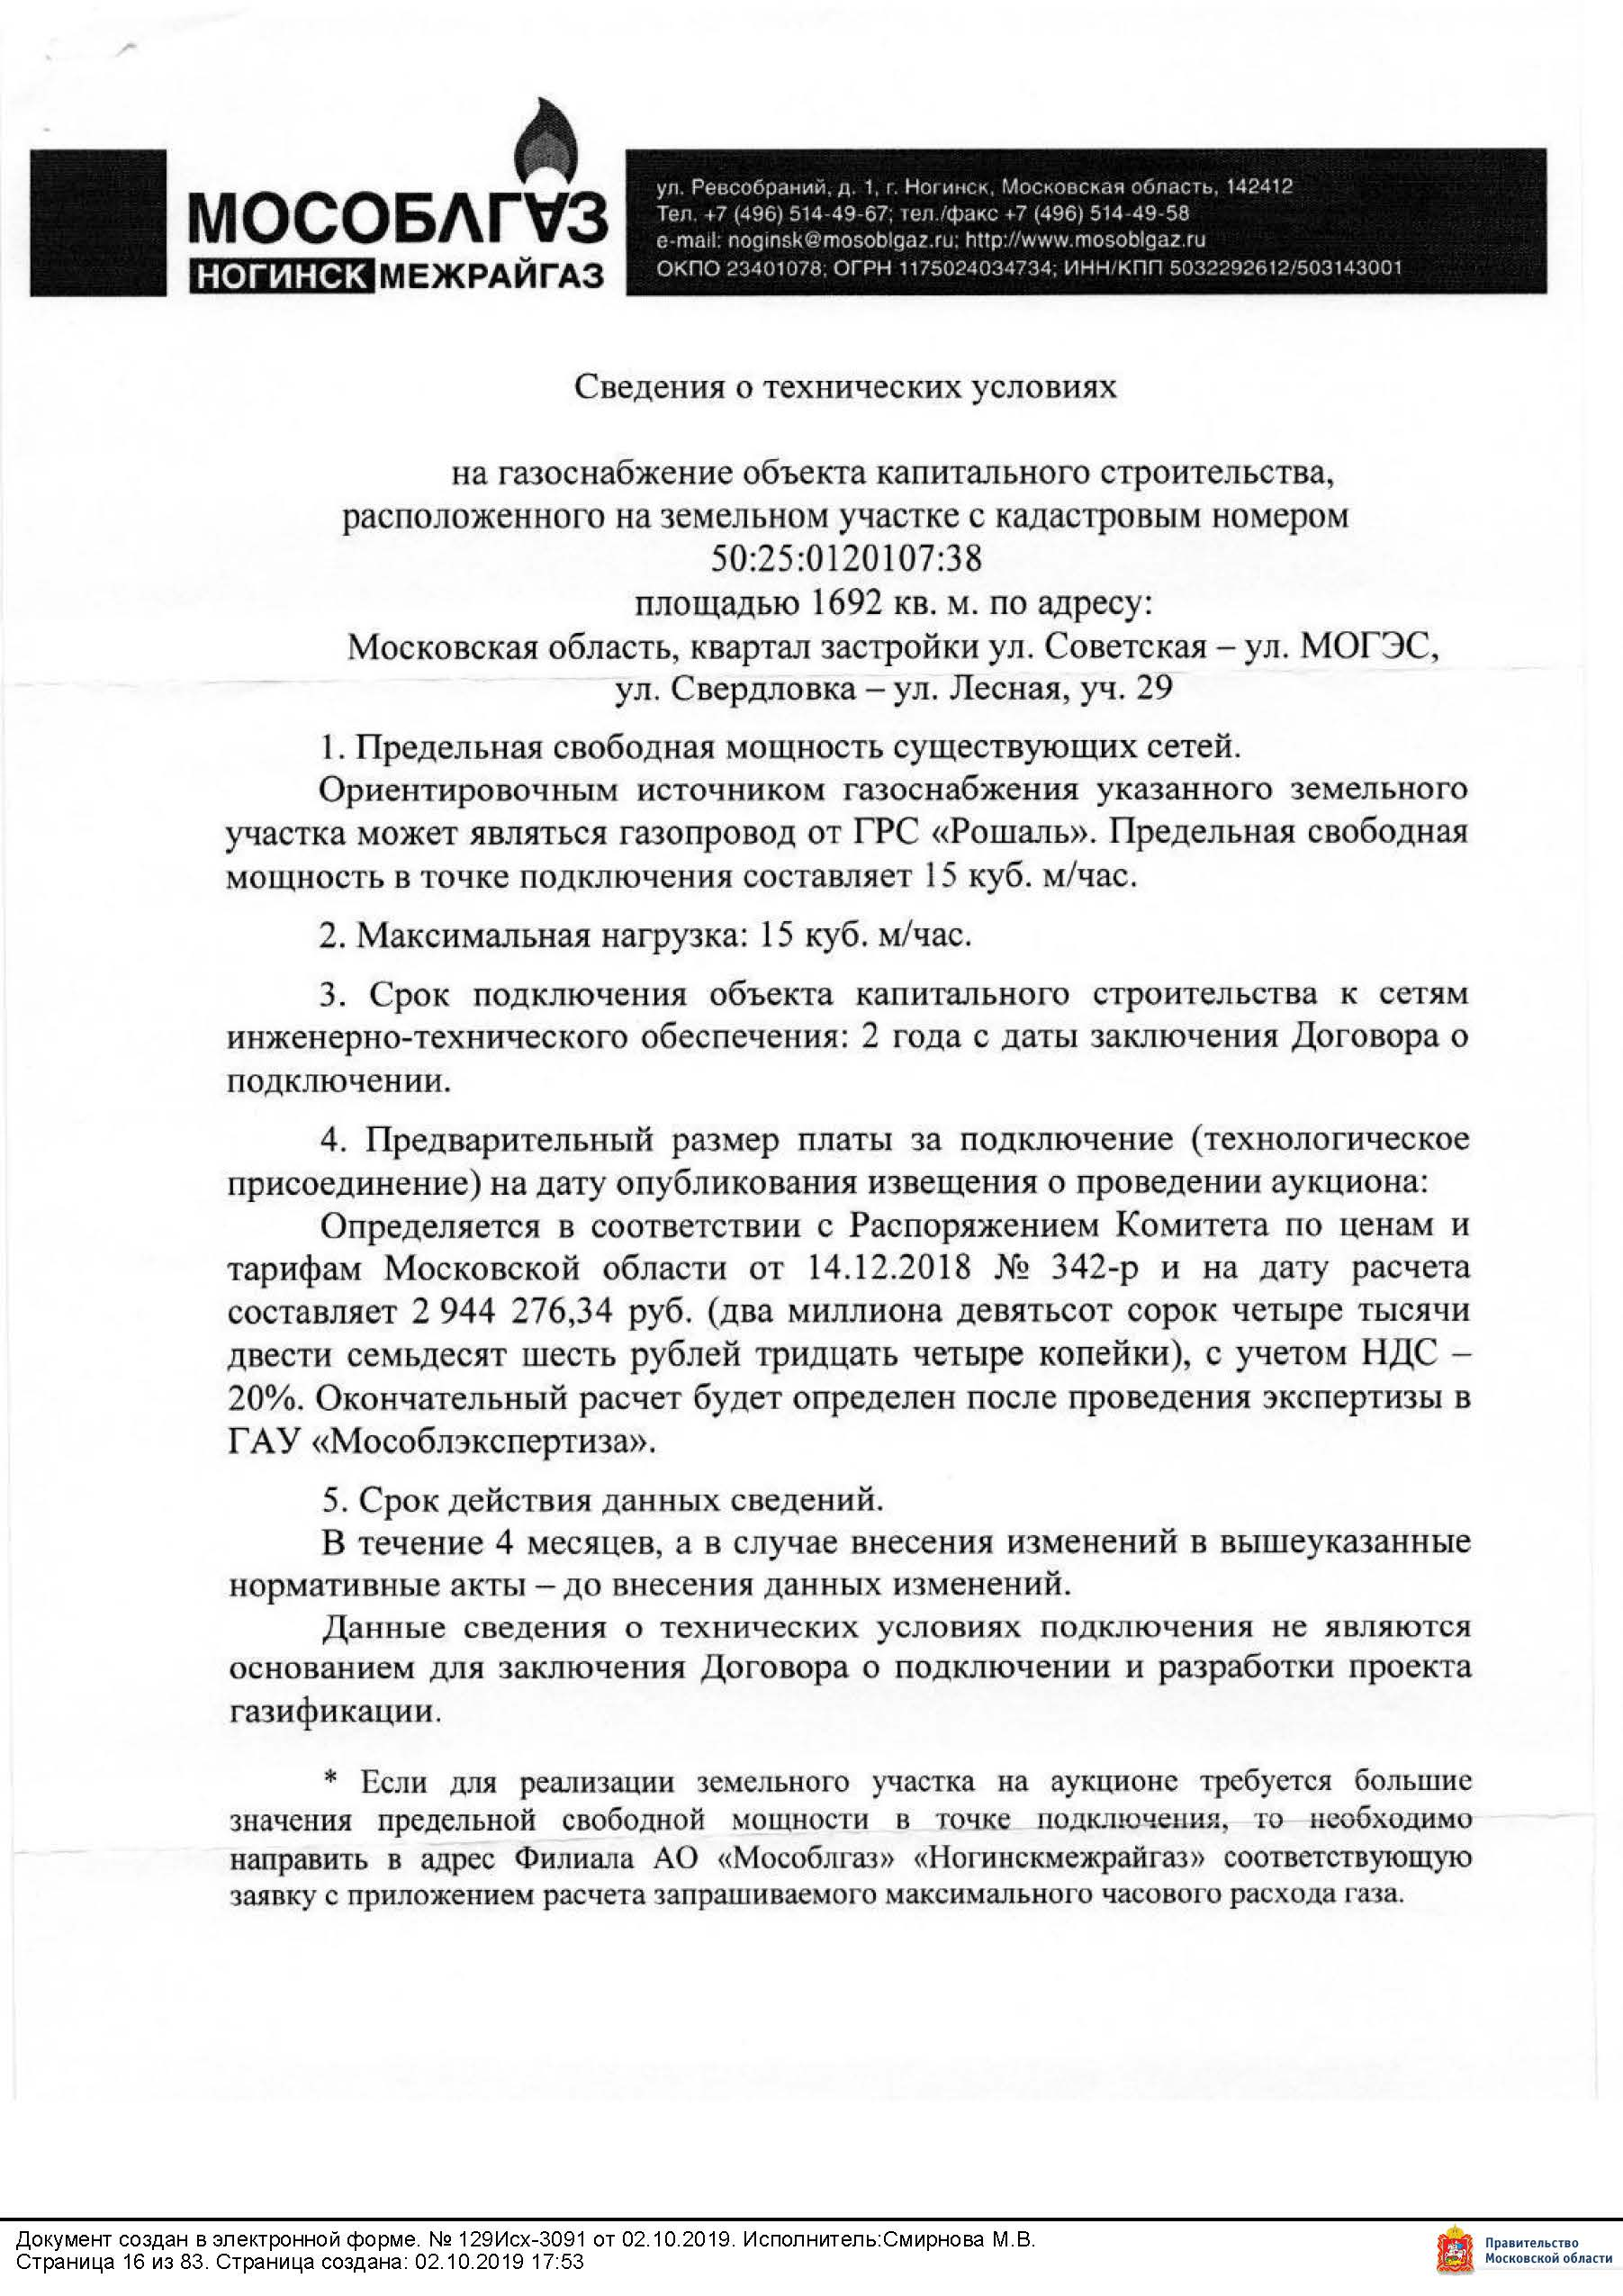 МОСОБЛГАЗ
НОГИНСК МЕЖРАЙГАЗ
ул. Ревсобраний, д. 1, г. Ногинск, Московская область, 142412
Тел. +7 (496) 514-49-67; тел./факс +7 (496) 514-49-58
e-mail: noginsk@mosoblgaz.ru; http://www.mosoblgaz.ru
ОКПО 23401078; ОГРН 1175024034734; ИНН/КПП 5032292612/503143001
Сведения о технических условиях
на газоснабжение объекта капитального строительства,
расположенного на земельном участке с кадастровым номером
50:25:0120107:38
площадью 1692 кв. м. по адресу:
Московская область, квартал застройки ул. Советская – ул. МОГЭС,
ул. Свердловка – ул. Лесная, уч. 29
1. Предельная свободная мощность существующих сетей.
Ориентировочным источником газоснабжения указанного земельного
участка может являться газопровод от ГРС «Рошаль». Предельная свободная
мощность в точке подключения составляет 15 куб. м/час.
2. Максимальная нагрузка: 15 куб. м/час.
3. Срок подключения объекта капитального строительства к сетям
инженерно-технического обеспечения: 2 года с даты заключения Договора о
подключении.
4. Предварительный размер платы за подключение (технологическое
присоединение) на дату опубликования извещения о проведении аукциона:
Определяется в соответствии с Распоряжением Комитета по ценам и
тарифам Московской области от 14.12.2018 № 342-р и на дату расчета
составляет 2 944 276,34 руб. (два миллиона девятьсот сорок четыре тысячи
двести семьдесят шесть рублей тридцать четыре копейки), с учетом НДС –
20%. Окончательный расчет будет определен после проведения экспертизы в
ГАУ «Мособлэкспертиза».
5. Срок действия данных сведений.
В течение 4 месяцев, а в случае внесения изменений в вышеуказанные
нормативные акты – до внесения данных изменений.
Данные сведения о технических условиях подключения не являются
основанием для заключения Договора о подключении и разработки проекта
газификации.
* Если для реализации земельного участка на аукционе требуется большие
значения предельной свободной мощности в точке подключения, то необходимо
направить в адрес Филиала АО «Мособлгаз» «Ногинскмежрайгаз» соответствующую
заявку с приложением расчета запрашиваемого максимального часового расхода газа.
Документ создан в электронной форме. № 129Исх-3091 от 02.10.2019. Исполнитель:Смирнова М.В.
Страница 16 из 83. Страница создана: 02.10.2019 17:53
Правительство
Московской области